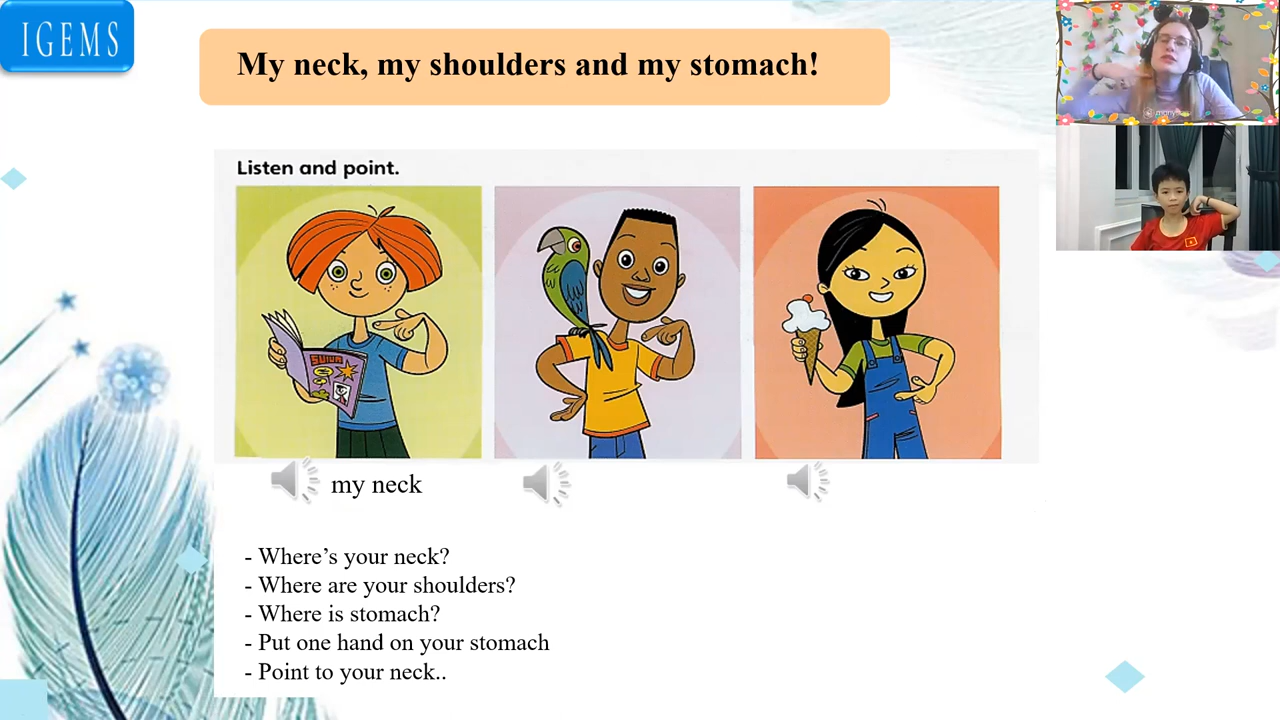 IGEMS
My neck, my shoulders and my stomach!
Listen and point.
my neck
- Where’s your neck?
- Where are your shoulders?
- Where is stomach?
- Put one hand on your stomach
- Point to your neck..